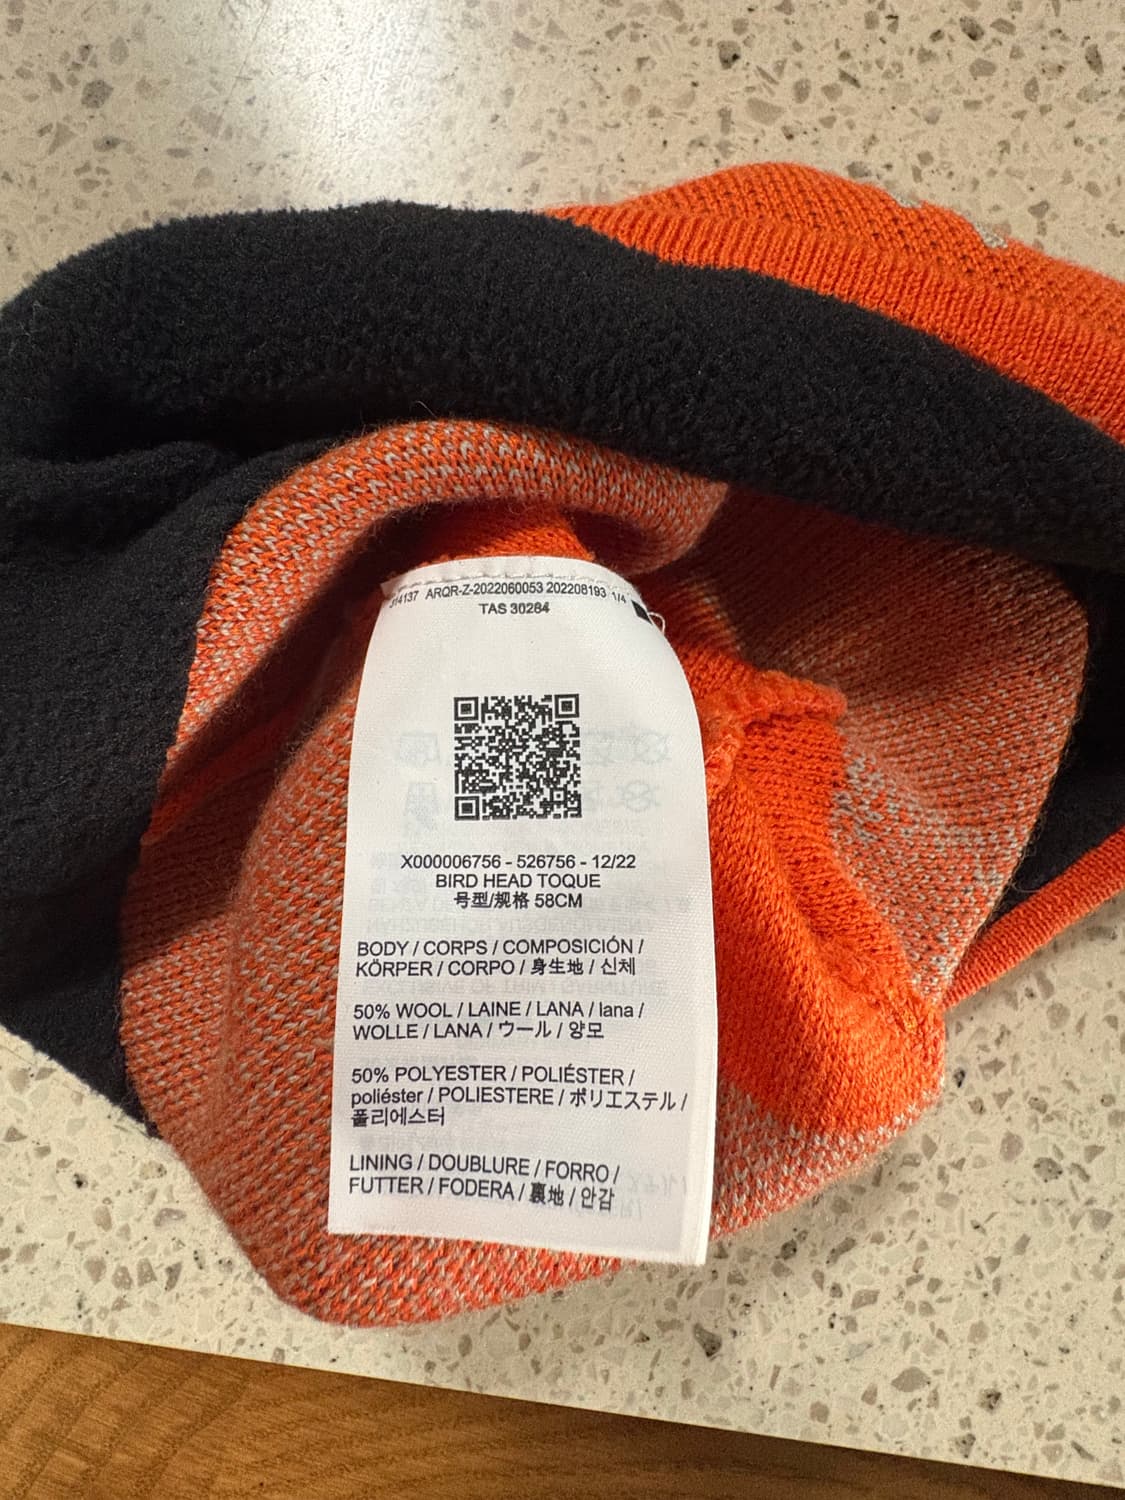 314137 ARQR-Z-2022060053 202208193 1/4
TAS 30284
X000006756 - 526756 - 12/22
BIRD HEAD TOQUE
号型/规格 58CM
BODY / CORPS / COMPOSICIÓN /
KÖRPER / CORPO / 身生地 / 신체
50% WOOL / LAINE / LANA / lana /
WOLLE / LANA / ウール / 양모
50% POLYESTER / POLIÉSTER /
poliéster / POLIESTERE / ポリエステル /
폴리에스터
LINING / DOUBLURE / FORRO /
FUTTER / FODERA / 裏地 / 안감